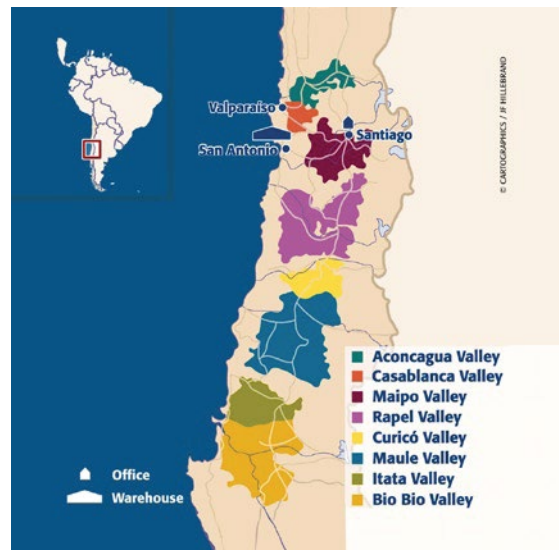 Valparaiso
Santiago
San Antonio
© CARTOGRAPHICS / JF HILLEBRAND
Aconcagua Valley
Casablanca Valley
Maipo Valley
Rapel Valley
Curicó Valley
Maule Valley
Itata Valley
Bio Bio Valley
Office
Warehouse